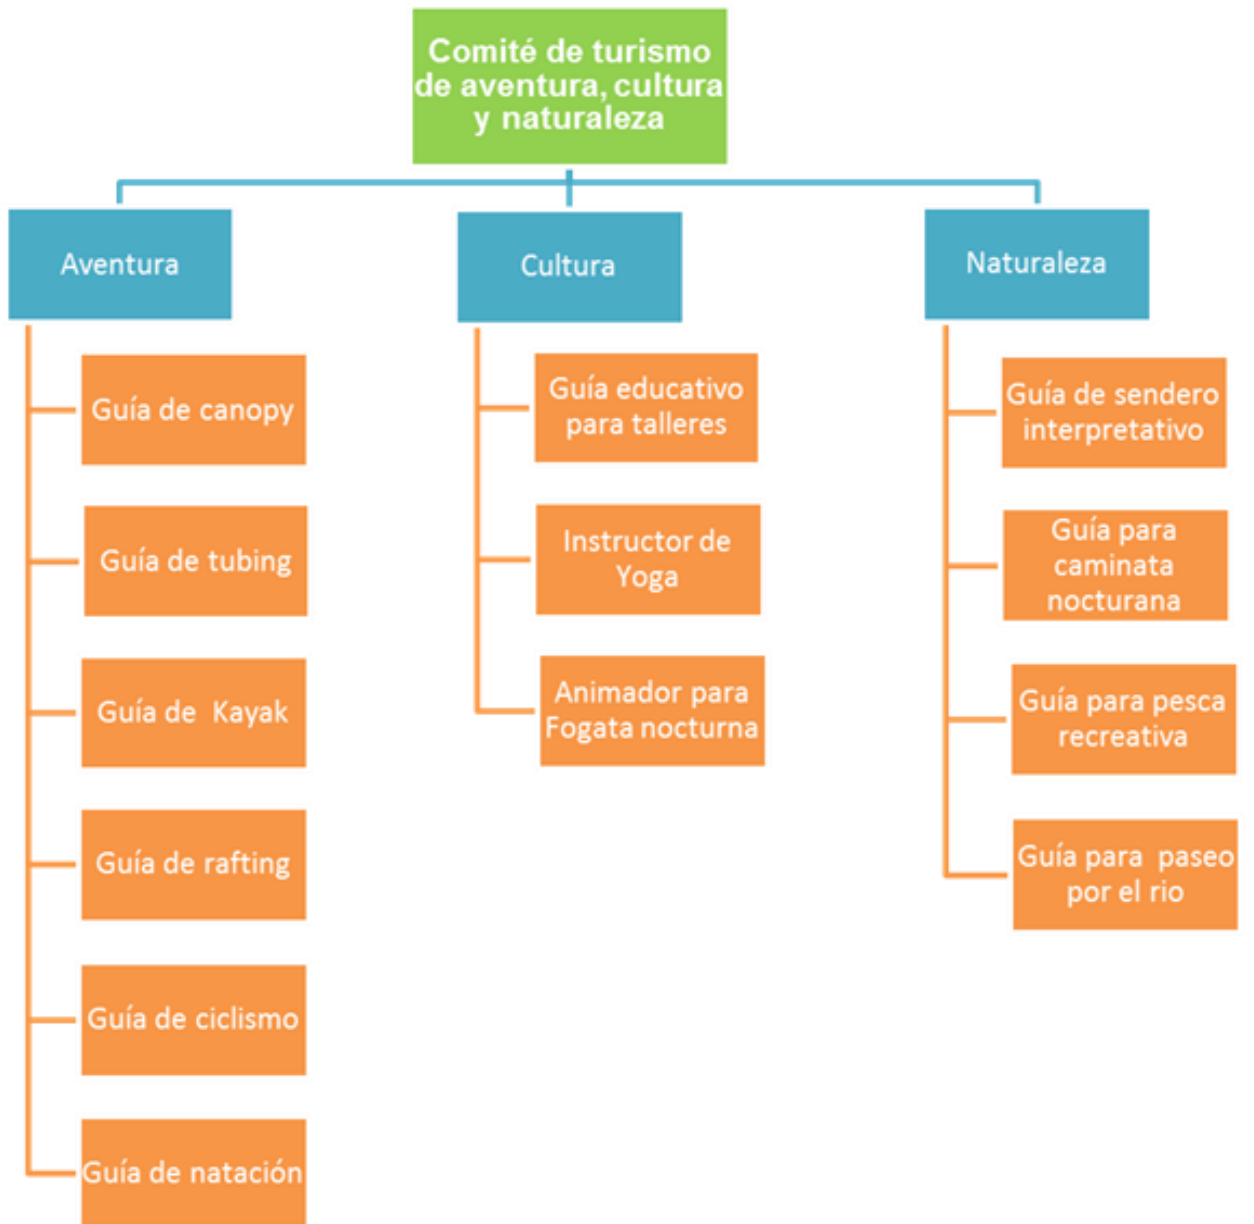 Comité de turismo
de aventura, cultura
y naturaleza
Aventura
Guía de canopy
Guía de tubing
Guía de Kayak
Guía de rafting
Guía de ciclismo
Guía de natación
Cultura
Guía educativo
para talleres
Instructor de
Yoga
Animador para
Fogata nocturna
Naturaleza
Guía de sendero
interpretativo
Guía para
caminata
nocturana
Guía para pesca
recreativa
Guía para paseo
por el rio